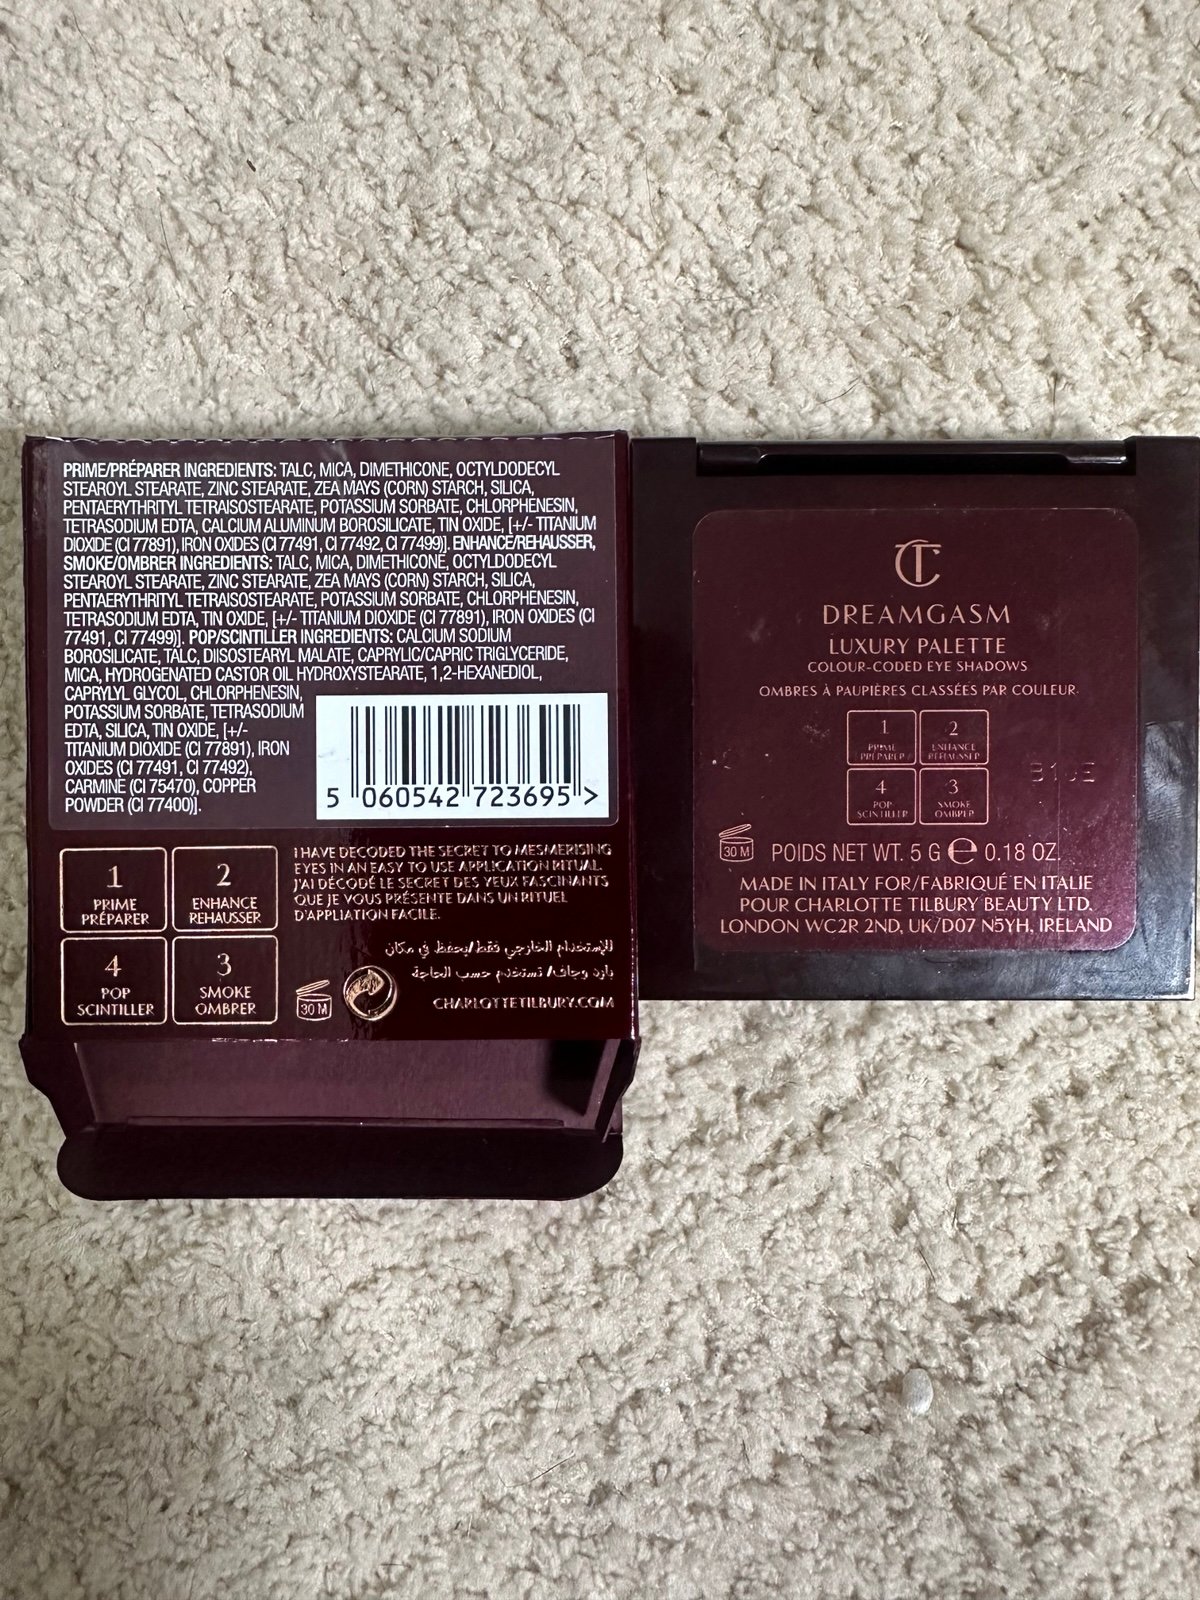 PRIME/PRÉPARER INGREDIENTS: TALC, MICA, DIMETHICONE, OCTYLDODECYL
STEAROYL STEARATE, ZINC STEARATE, ZEA MAYS (CORN) STARCH, SILICA,
PENTAERYTHRITYL TETRAISOSTEARATE, POTASSIUM SORBATE, CHLORPHENESIN,
TETRASODIUM EDTA, CALCIUM ALUMINUM BOROSILICATE, TIN OXIDE, [+/- TITANIUM
DIOXIDE (CI 77891), IRON OXIDES (CI 77491, CI 77492, CI 77499)]. ENHANCE/REHAUSSER,
SMOKE/OMBRER INGREDIENTS: TALC, MICA, DIMETHICONE, OCTYLDODECYL
STEAROYL STEARATE, ZINC STEARATE, ZEA MAYS (CORN) STARCH, SILICA,
PENTAERYTHRITYL TETRAISOSTEARATE, POTASSIUM SORBATE, CHLORPHENESIN,
TETRASODIUM EDTA, TIN OXIDE, [+/- TITANIUM DIOXIDE (CI 77891), IRON OXIDES (CI
77491, CI 77499)]. POP/SCINTILLER INGREDIENTS: CALCIUM SODIUM
BOROSILICATE, TALC, DIISOSTEARYL MALATE, CAPRYLIC/CAPRIC TRIGLYCERIDE,
MICA, HYDROGENATED CASTOR OIL HYDROXYSTEARATE, 1,2-HEXANEDIOL,
CAPRYLYL GLYCOL, CHLORPHENESIN,
POTASSIUM SORBATE, TETRASODIUM
EDTA, SILICA, TIN OXIDE, [+/-
TITANIUM DIOXIDE (CI 77891), IRON
OXIDES (CI 77491, CI 77492),
CARMINE (CI 75470), COPPER
POWDER (CI 77400)].
5 060542 723695 >
1
PRIME
PRÉPARER
2
ENHANCE
REHAUSSER
4
POP
SCINTILLER
3
SMOKE
OMBRER
I HAVE DECODED THE SECRET TO MESMERISING
EYES IN AN EASY TO USE APPLICATION RITUAL.
J'AI DÉCODÉ LE SECRET DES YEUX FASCINANTS
QUE JE VOUS PRÉSENTE DANS UN RITUEL
D'APPLIATION FACILE.
للإستخدام الخارجي فقط/يحفظ في مكان
بارد وجاف/ تستخدم حسب الحاجة
CHARLOTTETILBURY.COM
30 M
CT
DREAMGASM
LUXURY PALETTE
COLOUR-CODED EYE SHADOWS
OMBRES À PAUPIÈRES CLASSÉES PAR COULEUR
1
PRIME
PRÉPARER
2
ENHANCE
REHAUSSER
4
POP
SCINTILLER
3
SMOKE
OMBRER
30 M
POIDS NET WT. 5 G ℮ 0.18 OZ.
MADE IN ITALY FOR/FABRIQUÉ EN ITALIE
POUR CHARLOTTE TILBURY BEAUTY LTD.
LONDON WC2R 2ND, UK/D07 N5YH, IRELAND